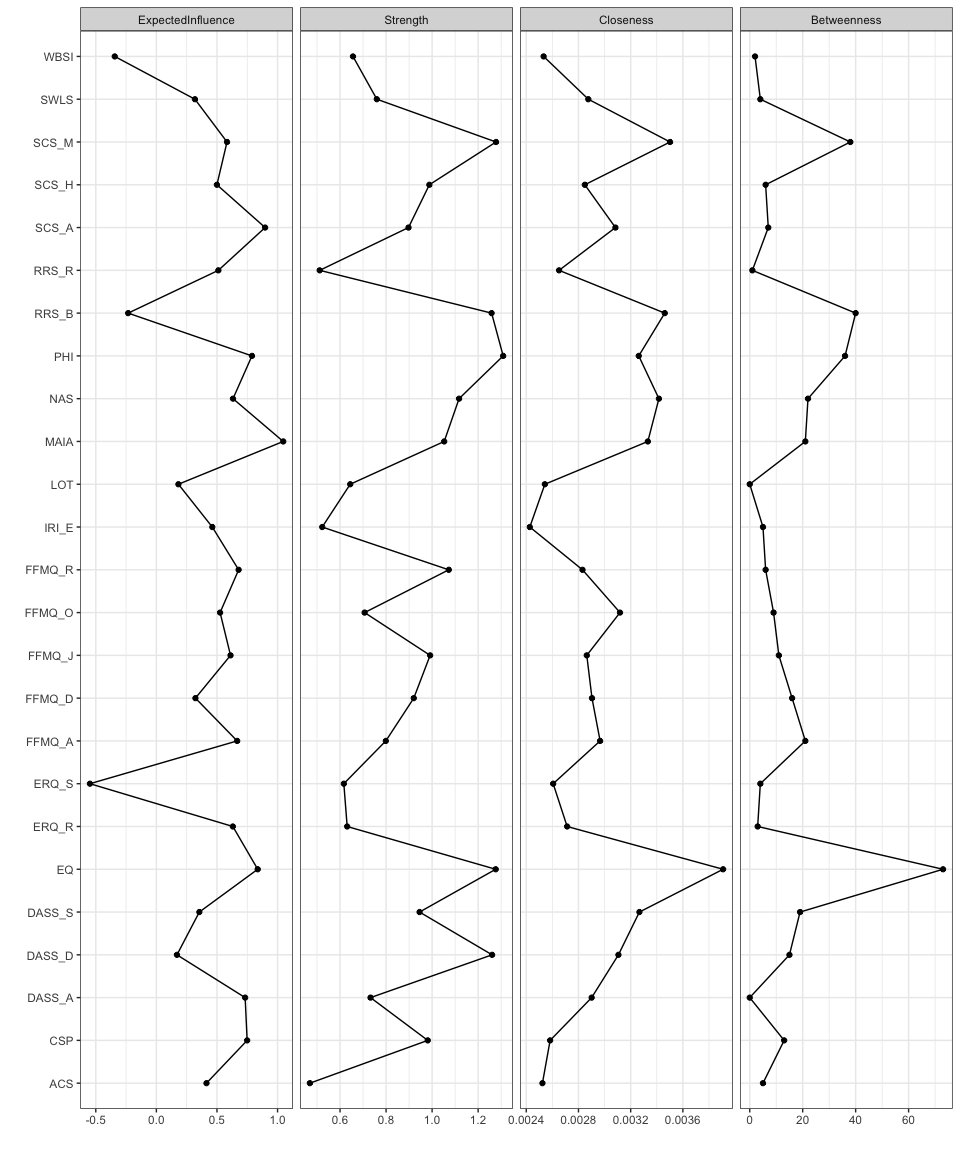 ExpectedInfluence Strength Closeness Betweenness
WBSI
SWLS
SCS_M
SCS_H
SCS_A
RRS_R
RRS_B
PHI
NAS
MAIA
LOT
IRI_E
FFMQ_R
FFMQ_O
FFMQ_J
FFMQ_D
FFMQ_A
ERQ_S
ERQ_R
EQ
DASS_S
DASS_D
DASS_A
CSP
ACS
-0.5 0.0 0.5 1.0 0.6 0.8 1.0 1.2 0.0024 0.0028 0.0032 0.0036 0 20 40 60